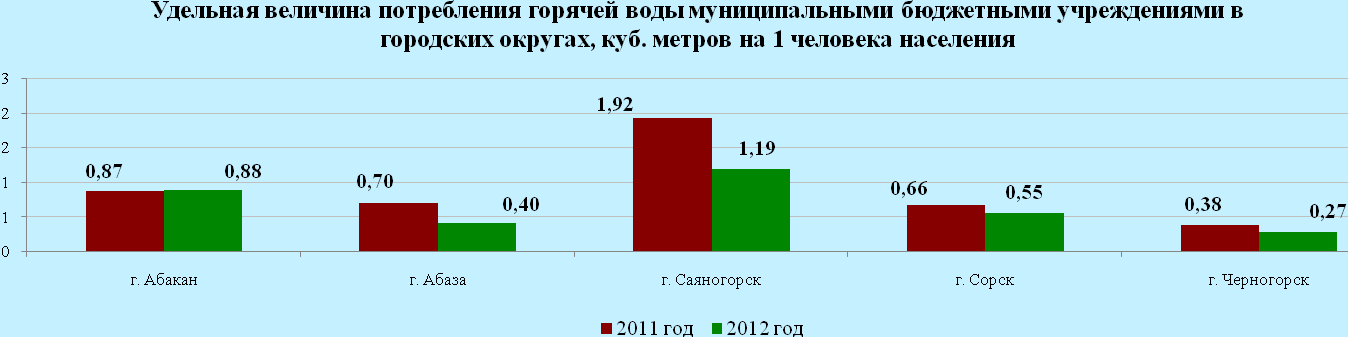 Удельная величина потребления горячей воды муниципальными бюджетными учреждениями в
городских округах, куб. метров на 1 человека населения
3
2
2
1
1
0
0,87
0,88
0,70
0,40
1,92
1,19
0,66
0,55
0,38
0,27
г. Абакан
г. Абаза
г. Саяногорск
г. Сорск
г. Черногорск
2011 год
2012 год